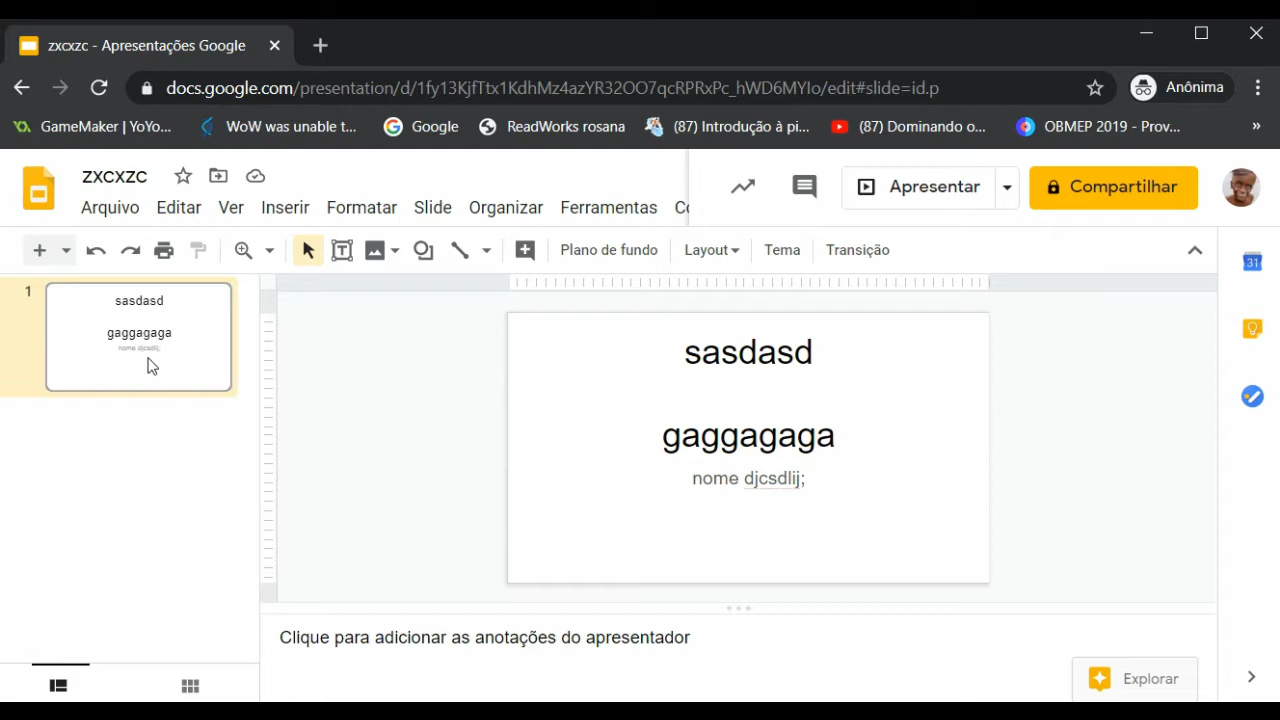 zxcxzc - Apresentações Google
docs.google.com/presentation/d/1fy13KjfTtx1KdhMz4azYR32OO7qcRPRxPc_hWD6MYIo/edit#slide=id.p
Anônima
GameMaker | YoYo...
WoW was unable t...
Google
ReadWorks rosana
(87) Introdução à pi...
(87) Dominando o...
OBMEP 2019 - Prov...
zxcxzc
Apresentar
Compartilhar
Arquivo Editar Ver Inserir Formatar Slide Organizar Ferramentas Co
Plano de fundo Layout Tema Transição
31
1
sasdasd
gaggagaga
nome djcsdlij;
sasdasd
gaggagaga
nome djcsdlij;
Clique para adicionar as anotações do apresentador
Explorar